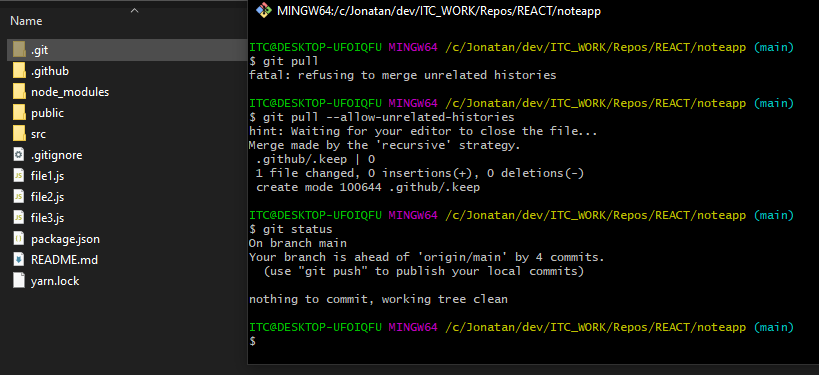 Name
.git
.github
node_modules
public
src
.gitignore
file1.js
file2.js
file3.js
package.json
README.md
yarn.lock
MINGW64:/c/Jonatan/dev/ITC_WORK/Repos/REACT/noteapp
ITC@DESKTOP-UFOIQFU MINGW64 /c/Jonatan/dev/ITC_WORK/Repos/REACT/noteapp (main)
$ git pull
fatal: refusing to merge unrelated histories
ITC@DESKTOP-UFOIQFU MINGW64 /c/Jonatan/dev/ITC_WORK/Repos/REACT/noteapp (main)
$ git pull --allow-unrelated-histories
hint: Waiting for your editor to close the file...
Merge made by the 'recursive' strategy.
 .github/.keep | 0
 1 file changed, 0 insertions(+), 0 deletions(-)
 create mode 100644 .github/.keep
ITC@DESKTOP-UFOIQFU MINGW64 /c/Jonatan/dev/ITC_WORK/Repos/REACT/noteapp (main)
$ git status
On branch main
Your branch is ahead of 'origin/main' by 4 commits.
  (use "git push" to publish your local commits)
nothing to commit, working tree clean
ITC@DESKTOP-UFOIQFU MINGW64 /c/Jonatan/dev/ITC_WORK/Repos/REACT/noteapp (main)
$